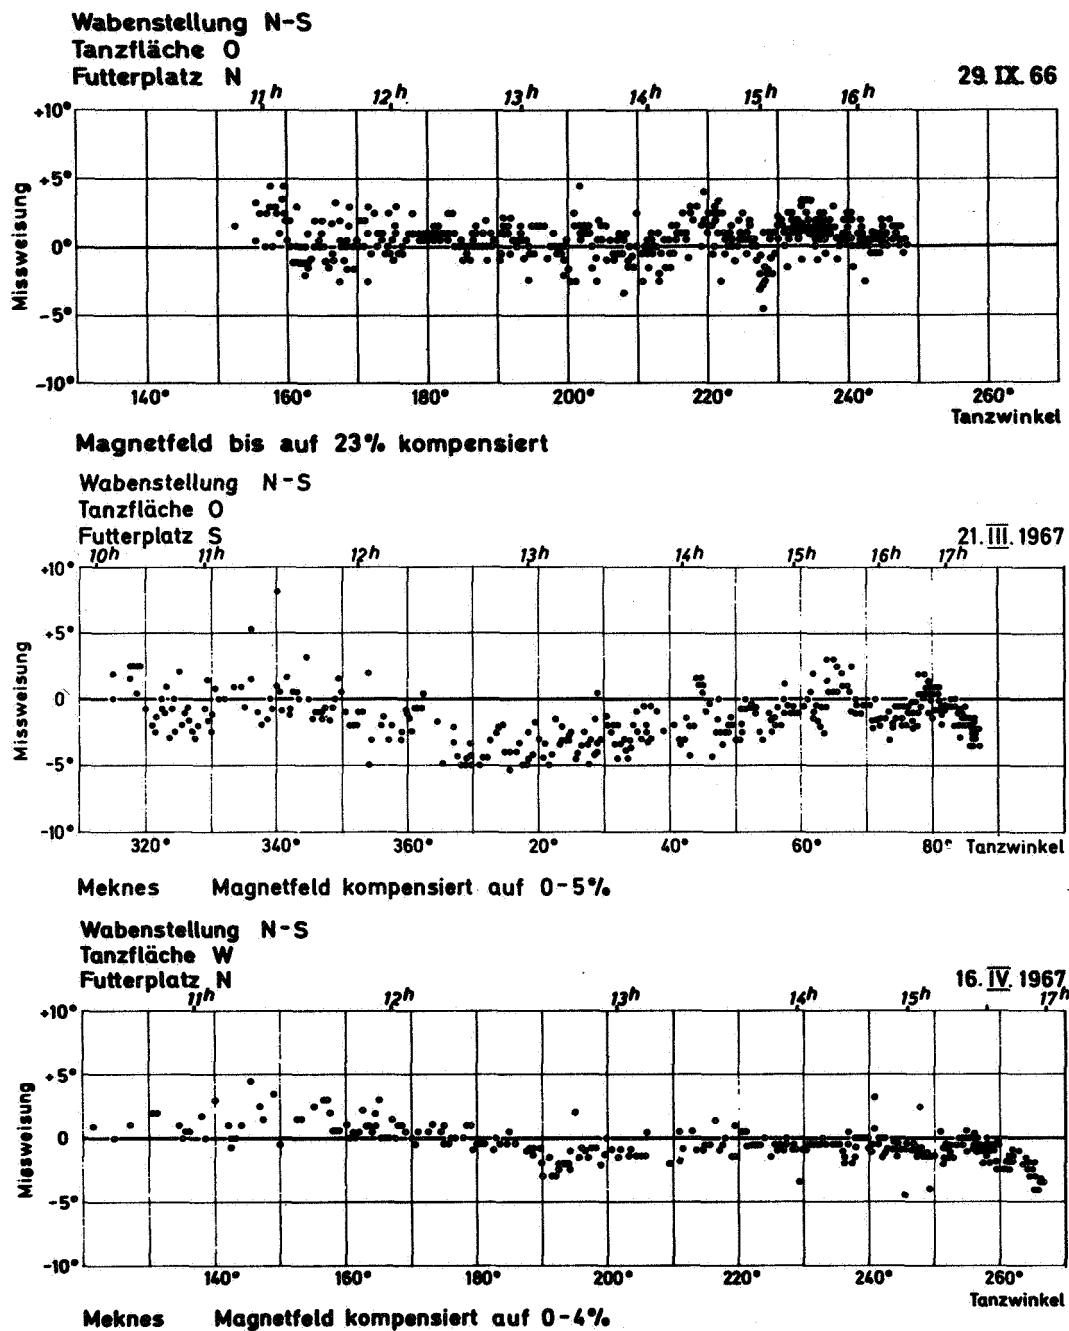 Wabenstellung N-S
Tanzfläche O
Futterplatz N 29. IX. 66
11h 12h 13h 14h 15h 16h
+10°
+5°
0°
-5°
-10°
Missweisung
140° 160° 180° 200° 220° 240° 260°
Tanzwinkel
Magnetfeld bis auf 23% kompensiert
Wabenstellung N-S
Tanzfläche O
Futterplatz S 21. III. 1967
10h 11h 12h 13h 14h 15h 16h 17h
+10°
+5°
0
-5°
-10°
Missweisung
320° 340° 360° 20° 40° 60° 80° Tanzwinkel
Meknes Magnetfeld kompensiert auf 0-5%
Wabenstellung N-S
Tanzfläche W
Futterplatz N 16. IV. 1967
11h 12h 13h 14h 15h 17h
+10°
+5°
0
-5°
-10°
Missweisung
140° 160° 180° 200° 220° 240° 260°
Tanzwinkel
Meknes Magnetfeld kompensiert auf 0-4%